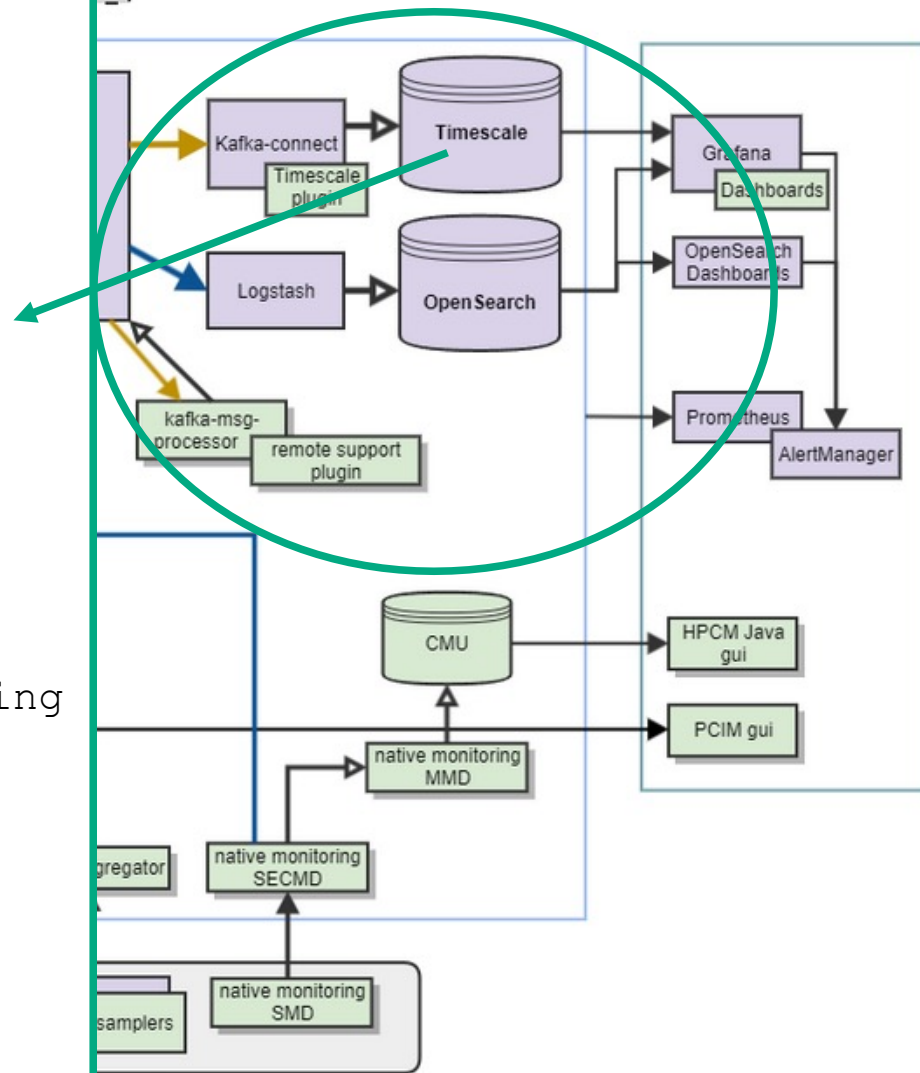 Kafka-connect
Timescale
plugin
Timescale
Grafana
Dashboards
Logstash
OpenSearch
OpenSearch
Dashboards
kafka-msg-
processor
remote support
plugin
Prometheus
AlertManager
CMU
HPCM Java
gui
ing
PCIM gui
native monitoring
MMD
gregator
native monitoring
SECMD
samplers
native monitoring
SMD